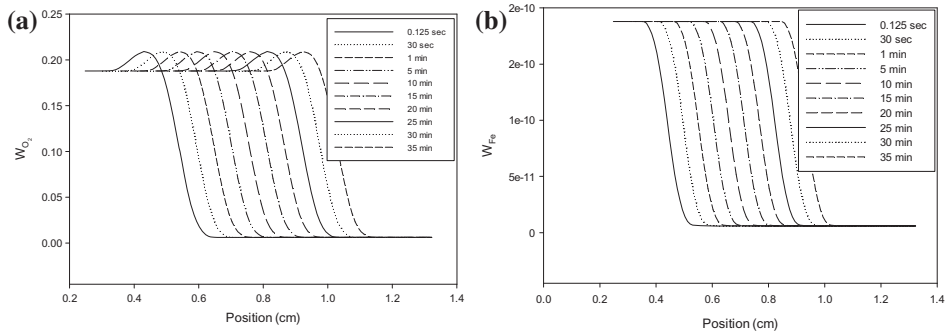 (a)
0.25
0.20
0.15
0.10
0.05
0.00
W O2
0.2 0.4 0.6 0.8 1.0 1.2 1.4
Position (cm)
0.125 sec
30 sec
1 min
5 min
10 min
15 min
20 min
25 min
30 min
35 min
(b)
2e-10
2e-10
1e-10
5e-11
0
W Fe
0.0 0.2 0.4 0.6 0.8 1.0 1.2 1.4
Position (cm)
0.125 sec
30 sec
1 min
5 min
10 min
15 min
20 min
25 min
30 min
35 min